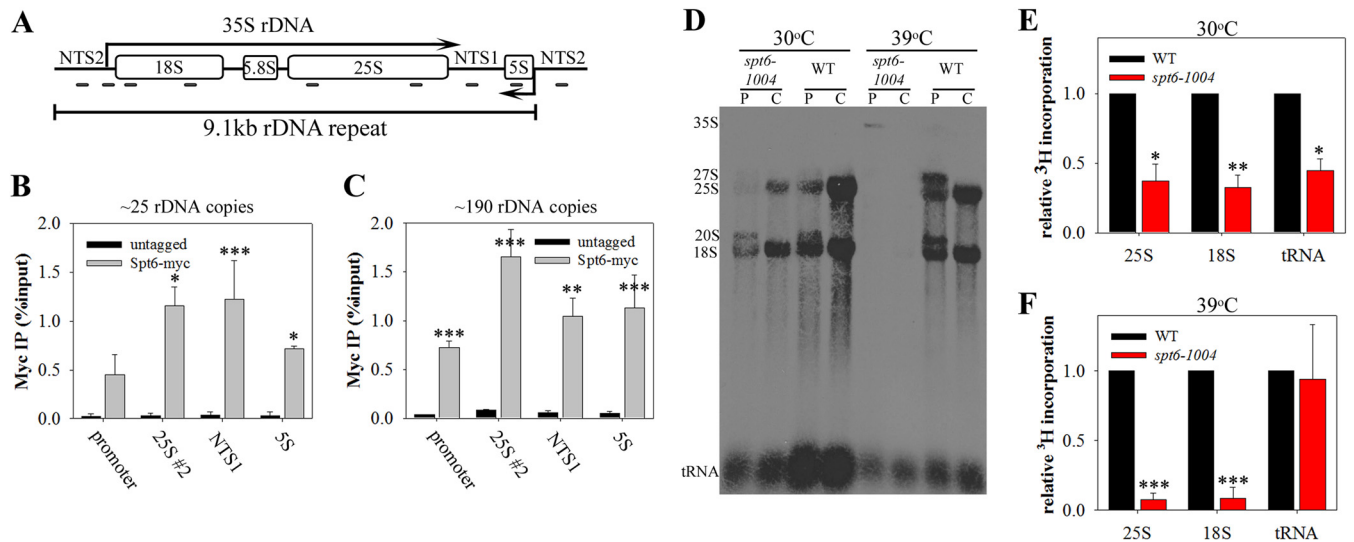 A
35S rDNA
NTS2
18S
5.8S
25S
NTS1
5S
NTS2
9.1kb rDNA repeat
B
~25 rDNA copies
untagged
Spt6-myc
Myc IP (%input)
2.0
1.5
1.0
0.5
0.0
*
***
*
promoter
25S #2
NTS1
5S
C
~190 rDNA copies
untagged
Spt6-myc
Myc IP (%input)
2.0
1.5
1.0
0.5
0.0
***
***
**
***
promoter
25S #2
NTS1
5S
D
30°C 39°C
spt6-1004 WT spt6-1004 WT
P C P C P C P C
35S
27S
25S
20S
18S
tRNA
E
30°C
WT
spt6-1004
relative ³H incorporation
1.0
0.5
0.0
*
**
*
25S 18S tRNA
F
39°C
WT
spt6-1004
relative ³H incorporation
1.0
0.5
0.0
***
***
25S 18S tRNA